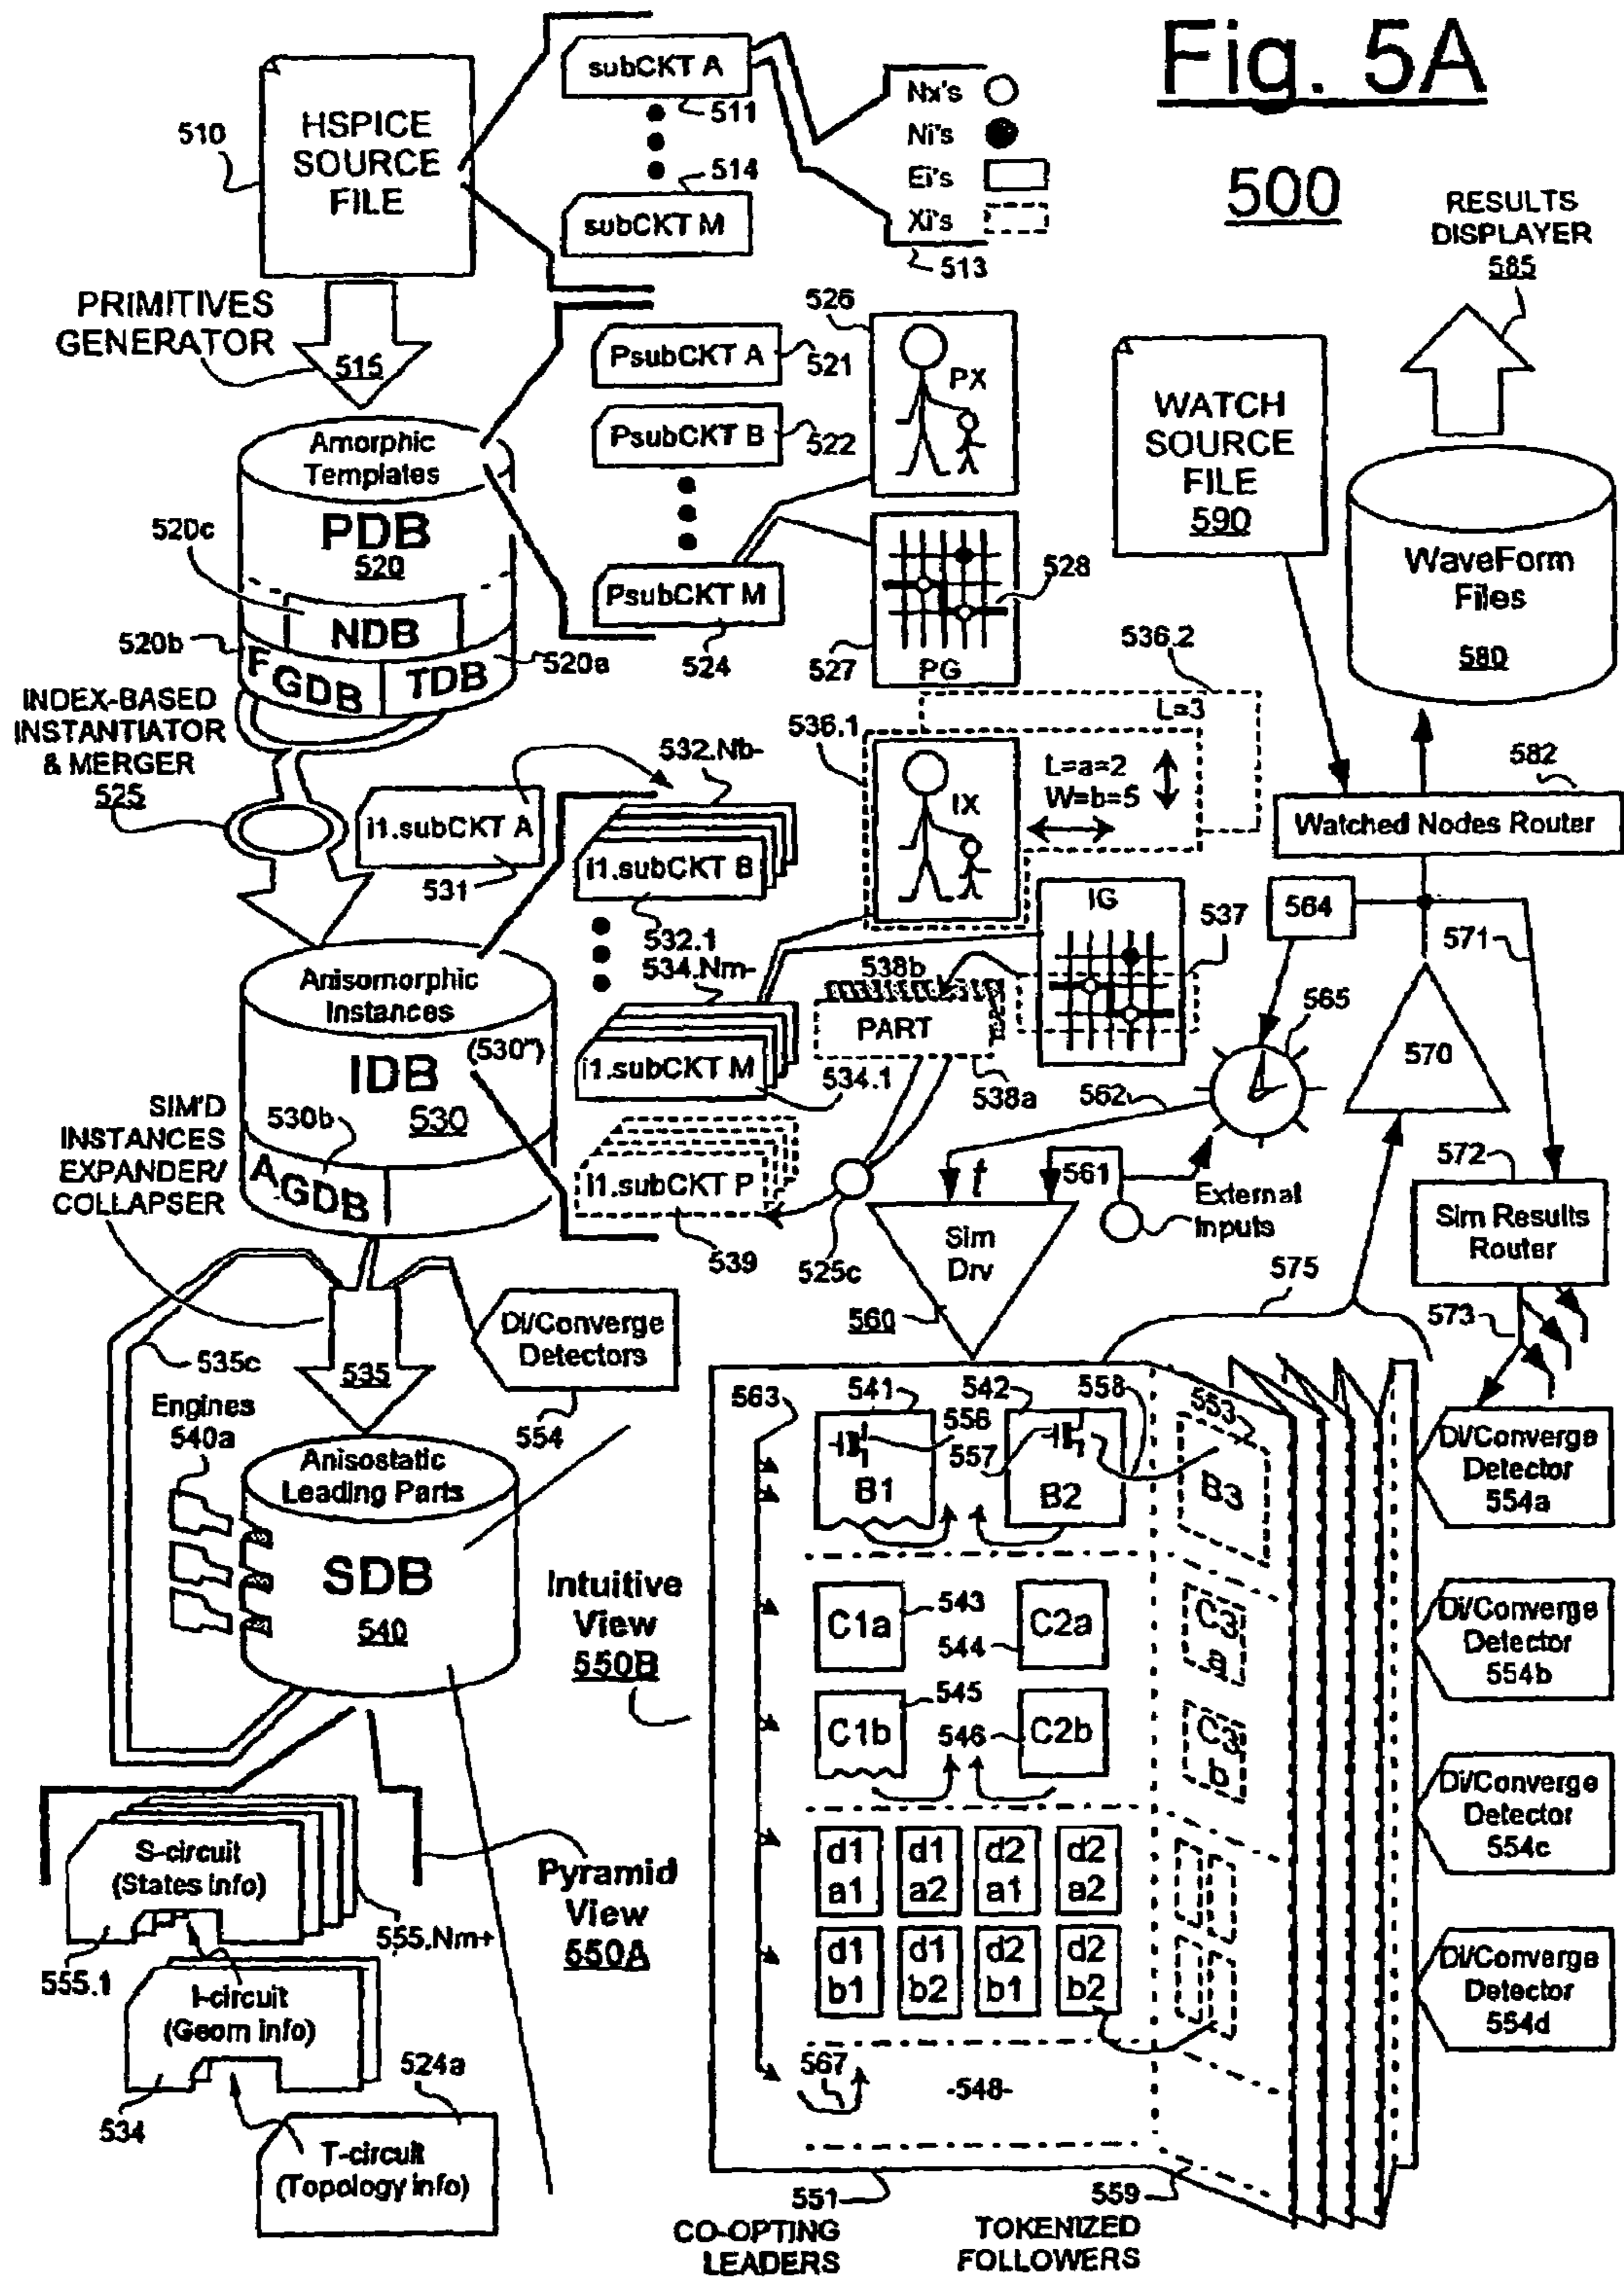 Fig. 5A
500
510
HSPICE
SOURCE
FILE
subCKT A
511
514
subCKT M
Nx's
Ni's
Ei's
Xi's
513
RESULTS
DISPLAYER
585
PRIMITIVES
GENERATOR
515
PsubCKT A
521
PsubCKT B
522
PsubCKT M
524
526
PX
527
528
PG
WATCH
SOURCE
FILE
590
WaveForm
Files
580
Amorphic
Templates
PDB
520
520c
NDB
520b
FGDB
TDB
520a
INDEX-BASED
INSTANTIATOR
& MERGER
525
i1.subCKT A
531
532.Nb-
i1.subCKT B
532.1
534.Nm-
i1.subCKT M
534.1
536.1
536.2
L=3
L=a=2
W=b=5
IX
IG
537
538b
PART
538a
582
Watched Nodes Router
564
571
565
570
562
Anisomorphic
Instances
IDB
(530")
530
530b
AGDB
SIM'D
INSTANCES
EXPANDER/
COLLAPSER
i1.subCKT P
539
525c
t
561
External
Inputs
Sim
Drv
560
572
Sim Results
Router
575
573
535c
535
Di/Converge
Detectors
554
Engines
540a
Anisostatic
Leading Parts
SDB
540
Intuitive
View
550B
563
541
556
B1
542
557
B2
558
553
B3
C1a
543
544
C2a
C3a
C1b
545
546
C2b
C3b
d1
a1
d1
a2
d2
a1
d2
a2
d1
b1
d1
b2
d2
b1
d2
b2
567
-548-
Di/Converge
Detector
554a
Di/Converge
Detector
554b
Di/Converge
Detector
554c
Di/Converge
Detector
554d
S-circuit
(States info)
555.1
555.Nm+
Pyramid
View
550A
I-circuit
(Geom info)
534
524a
T-circuit
(Topology info)
551
CO-OPTING
LEADERS
559
TOKENIZED
FOLLOWERS